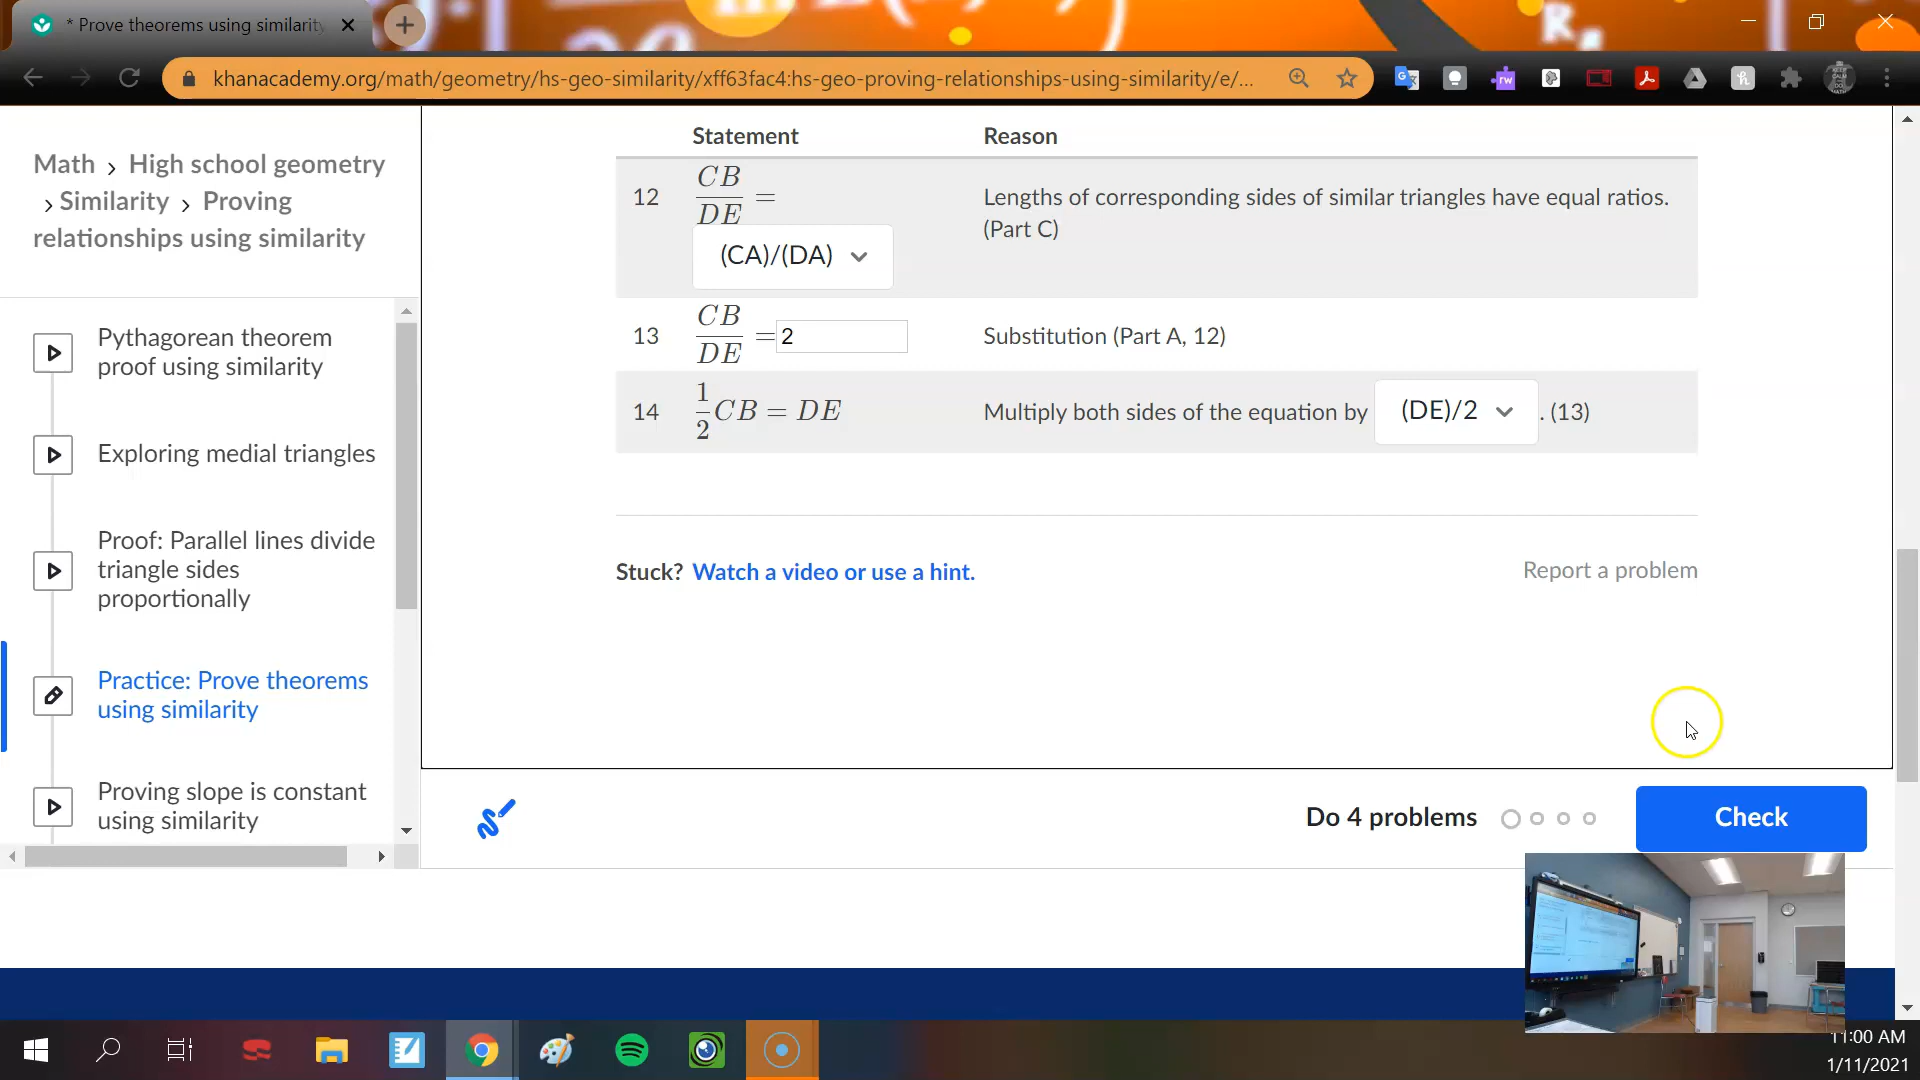 * Prove theorems using similarity
khanacademy.org/math/geometry/hs-geo-similarity/xff63fac4:hs-geo-proving-relationships-using-similarity/e/...
rw
Math › High school geometry
› Similarity › Proving
relationships using similarity
Pythagorean theorem
proof using similarity
Exploring medial triangles
Proof: Parallel lines divide
triangle sides
proportionally
Practice: Prove theorems
using similarity
Proving slope is constant
using similarity
Statement Reason
12 CB/DE = Lengths of corresponding sides of similar triangles have equal ratios.
(CA)/(DA) (Part C)
13 CB/DE = 2 Substitution (Part A, 12)
14 1/2 CB = DE Multiply both sides of the equation by (DE)/2 . (13)
Stuck? Watch a video or use a hint. Report a problem
Do 4 problems Check
11:00 AM
1/11/2021